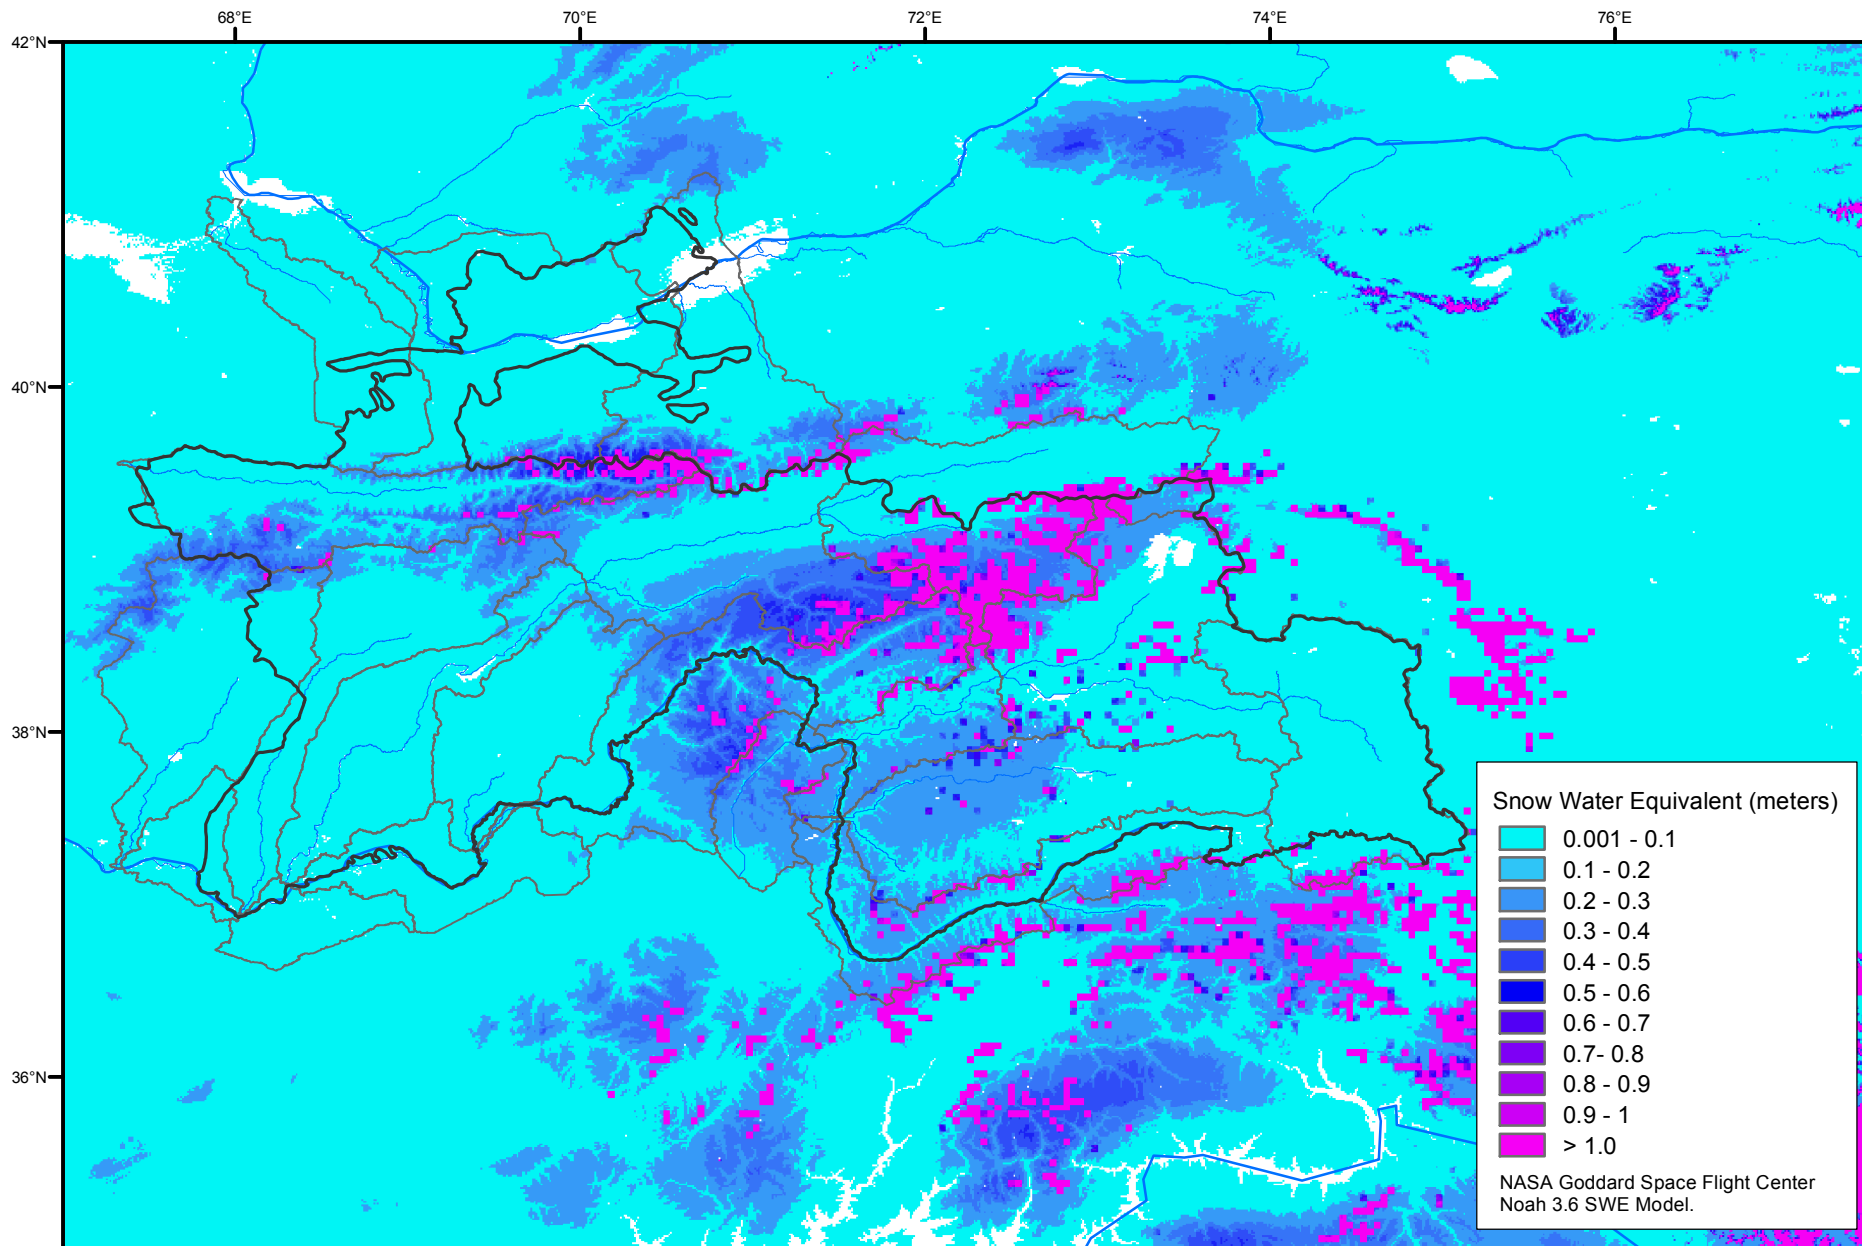 68°E 70°E 72°E 74°E 76°E
42°N
40°N
38°N
36°N
Snow Water Equivalent (meters)
0.001 - 0.1
0.1 - 0.2
0.2 - 0.3
0.3 - 0.4
0.4 - 0.5
0.5 - 0.6
0.6 - 0.7
0.7- 0.8
0.8 - 0.9
0.9 - 1
> 1.0
NASA Goddard Space Flight Center
Noah 3.6 SWE Model.